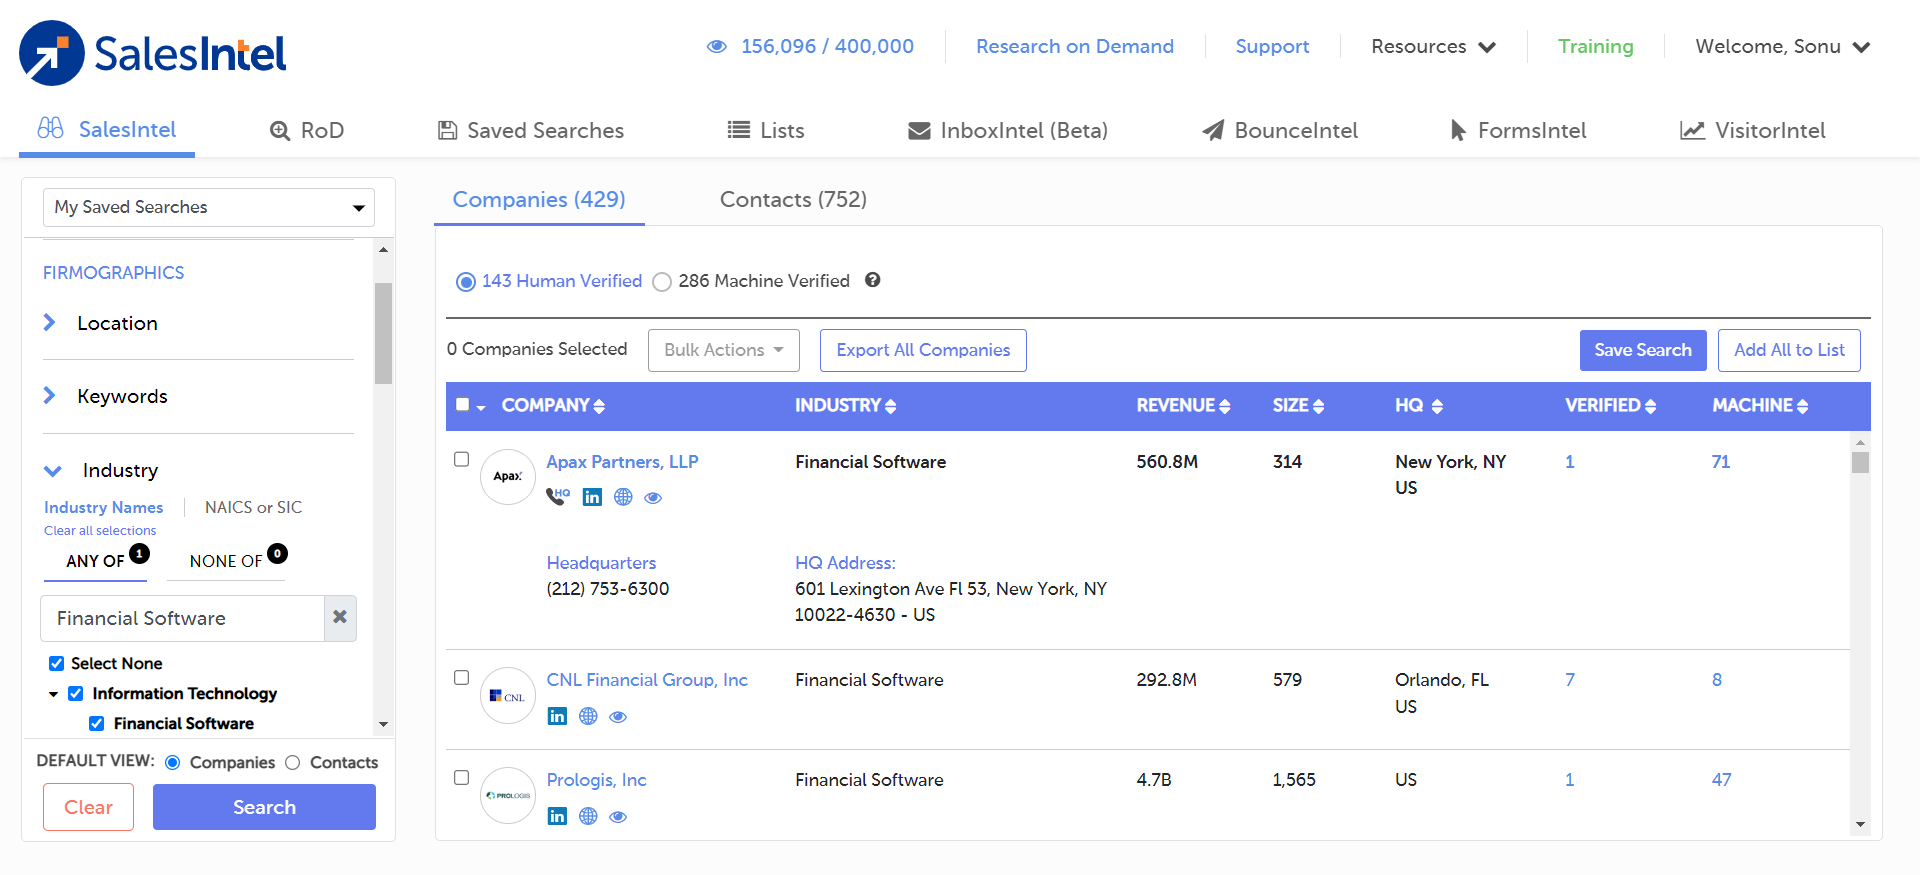 SalesIntel
156,096 / 400,000
Research on Demand
Support
Resources
Training
Welcome, Sonu
SalesIntel
RoD
Saved Searches
Lists
InboxIntel (Beta)
BounceIntel
FormsIntel
VisitorIntel
My Saved Searches
FIRMOGRAPHICS
Location
Keywords
Industry
Industry Names
NAICS or SIC
Clear all selections
ANY OF 1
NONE OF 0
Financial Software
Select None
Information Technology
Financial Software
DEFAULT VIEW: Companies Contacts
Clear
Search
Companies (429)
Contacts (752)
143 Human Verified
286 Machine Verified
0 Companies Selected
Bulk Actions
Export All Companies
Save Search
Add All to List
COMPANY INDUSTRY REVENUE SIZE HQ VERIFIED MACHINE
Apax
Apax Partners, LLP Financial Software 560.8M 314 New York, NY 1 71
US
HQ
in
Headquarters HQ Address:
(212) 753-6300 601 Lexington Ave Fl 53, New York, NY
10022-4630 - US
CNL
CNL Financial Group, Inc Financial Software 292.8M 579 Orlando, FL 7 8
US
in
PROLOGIS
Prologis, Inc Financial Software 4.7B 1,565 US 1 47
in